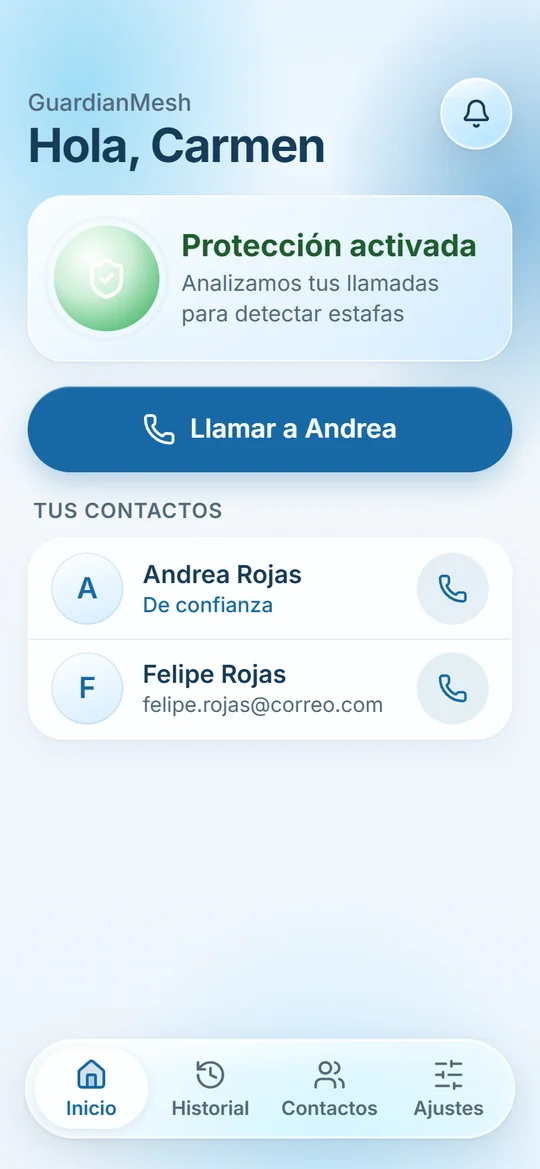 GuardianMesh
Hola, Carmen
Protección activada
Analizamos tus llamadas
para detectar estafas
Llamar a Andrea
TUS CONTACTOS
A
Andrea Rojas
De confianza
F
Felipe Rojas
felipe.rojas@correo.com
Inicio
Historial
Contactos
Ajustes